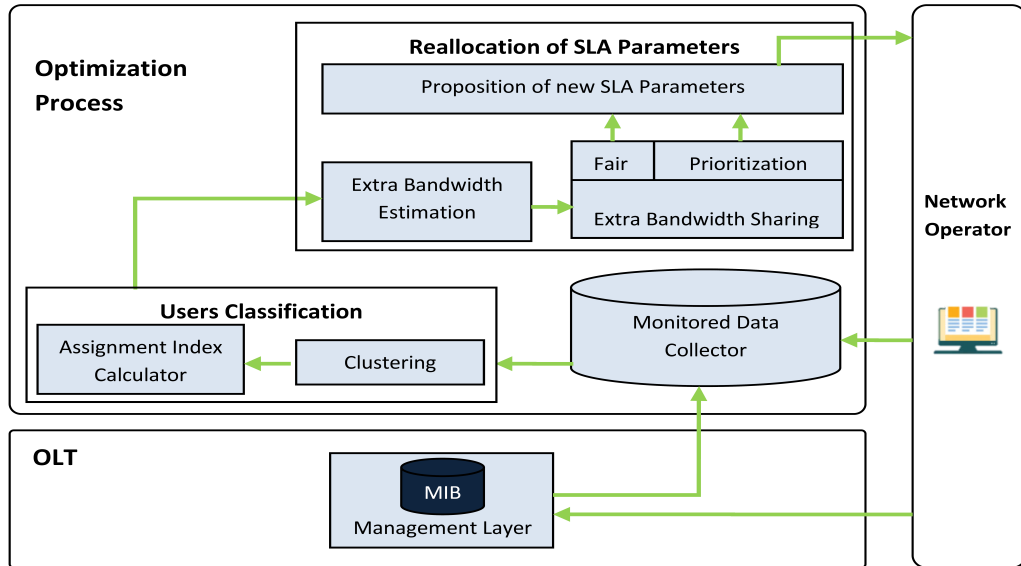 Optimization
Process
Reallocation of SLA Parameters
Proposition of new SLA Parameters
Fair
Prioritization
Extra Bandwidth
Estimation
Extra Bandwidth Sharing
Network
Operator
Users Classification
Assignment Index
Calculator
Clustering
Monitored Data
Collector
OLT
MIB
Management Layer